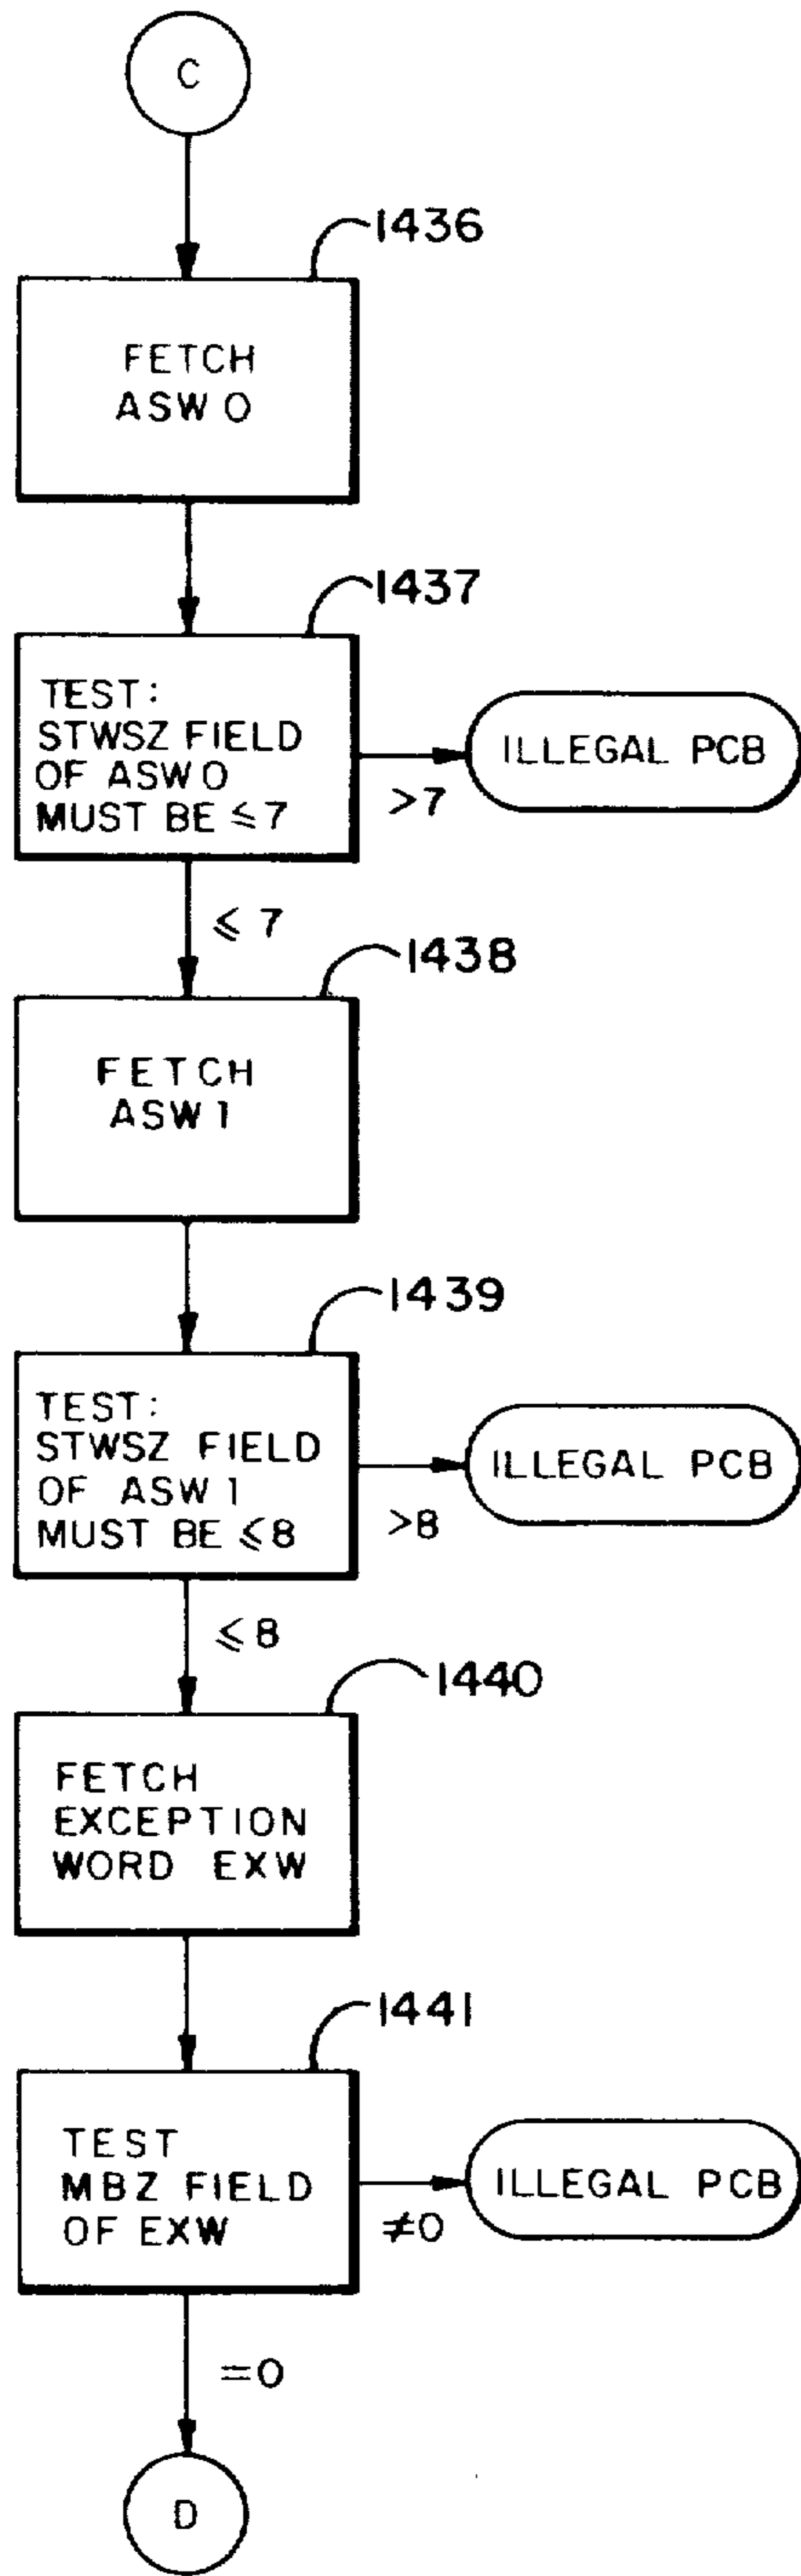 C
1436
FETCH
ASW 0
1437
TEST:
STWSZ FIELD
OF ASW 0
MUST BE ≤ 7
>7
ILLEGAL PCB
≤ 7
1438
FETCH
ASW 1
1439
TEST:
STWSZ FIELD
OF ASW 1
MUST BE ≤ 8
>8
ILLEGAL PCB
≤ 8
1440
FETCH
EXCEPTION
WORD EXW
1441
TEST
MBZ FIELD
OF EXW
≠0
ILLEGAL PCB
=0
D